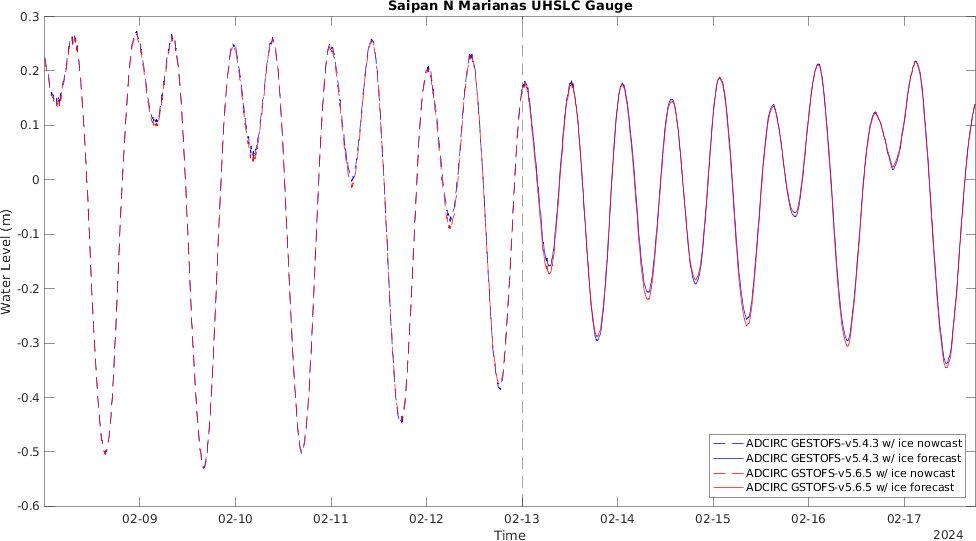 Saipan N Marianas UHSLC Gauge
0.3
0.2
0.1
0
-0.1
-0.2
-0.3
-0.4
-0.5
-0.6
Water Level (m)
ADCIRC GESTOFS-v5.4.3 w/ ice nowcast
ADCIRC GESTOFS-v5.4.3 w/ ice forecast
ADCIRC GSTOFS-v5.6.5 w/ ice nowcast
ADCIRC GSTOFS-v5.6.5 w/ ice forecast
02-09 02-10 02-11 02-12 02-13 02-14 02-15 02-16 02-17
Time
2024